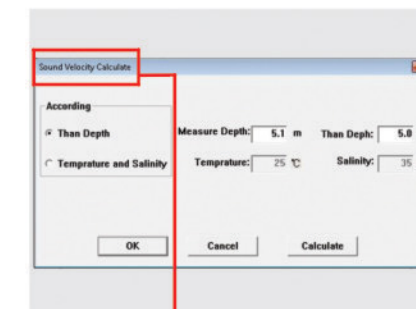 Sound Velocity Calculate
According
Than Depth
Temprature and Salinity
Measure Depth: 5.1 m Than Deph: 5.0
Temprature: 25 ℃ Salinity: 35
OK Cancel Calculate